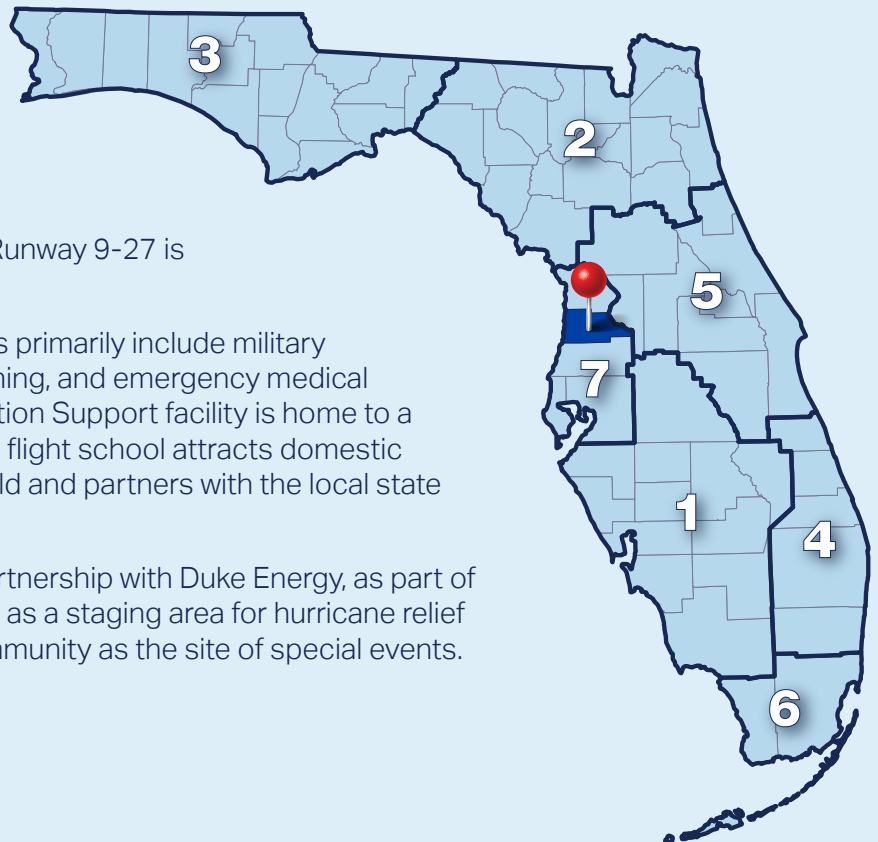 3
2
Runway 9-27 is
5
s primarily include military
ning, and emergency medical
7
tion Support facility is home to a
flight school attracts domestic
ld and partners with the local state
1
4
rtnership with Duke Energy, as part of
as a staging area for hurricane relief
mmunity as the site of special events.
6